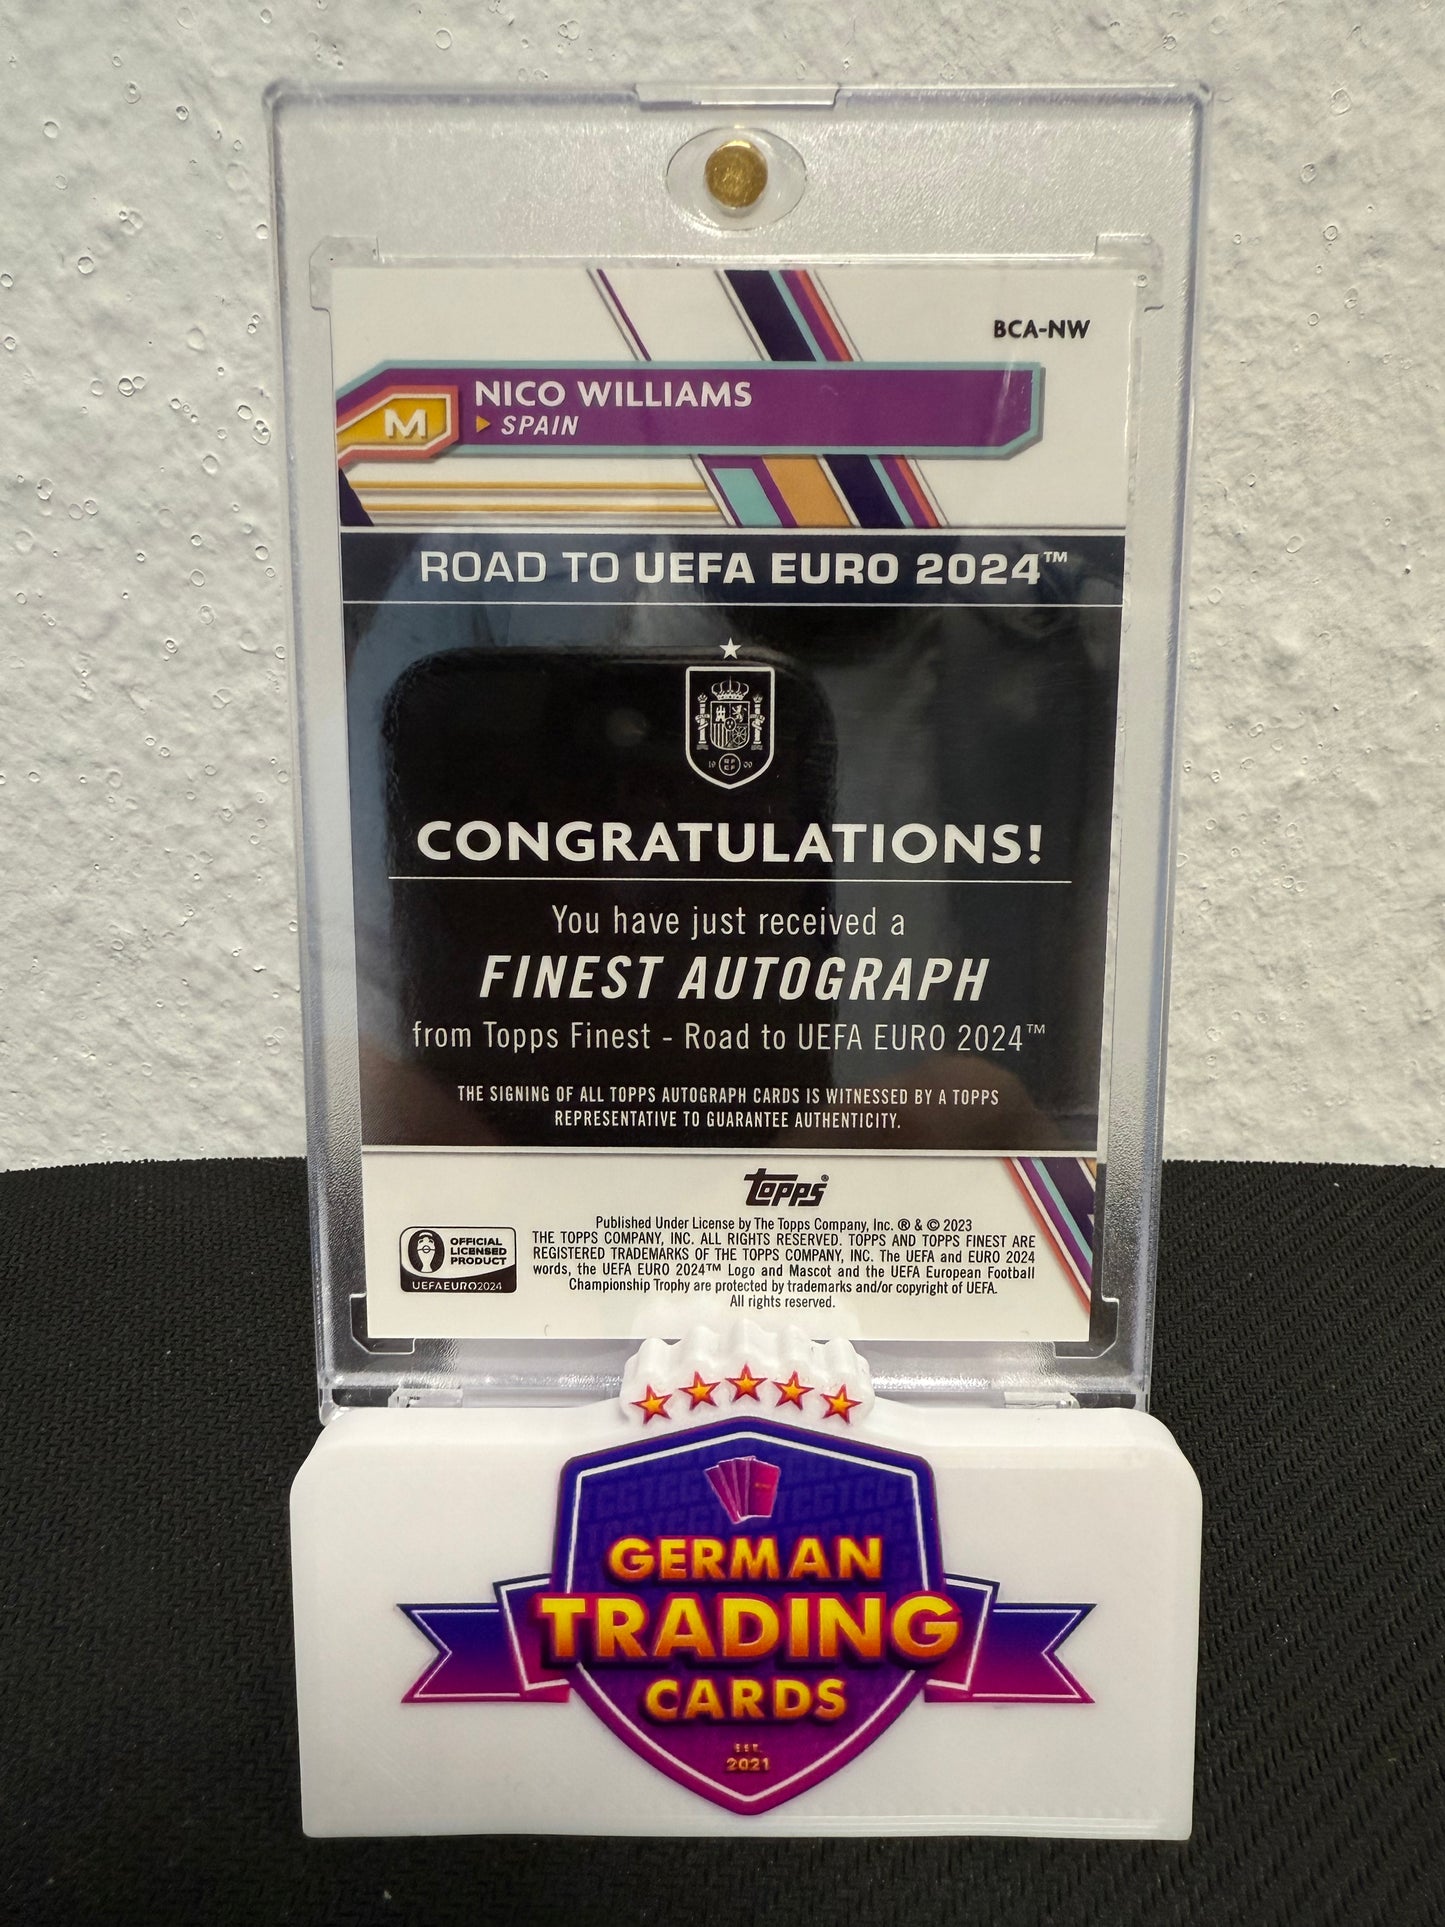 BCA-NW
M
NICO WILLIAMS
SPAIN
ROAD TO UEFA EURO 2024™
CONGRATULATIONS!
You have just received a
FINEST AUTOGRAPH
from Topps Finest - Road to UEFA EURO 2024™
THE SIGNING OF ALL TOPPS AUTOGRAPH CARDS IS WITNESSED BY A TOPPS
REPRESENTATIVE TO GUARANTEE AUTHENTICITY.
topps®
OFFICIAL
LICENSED
PRODUCT
UEFAEURO2024
Published Under License by The Topps Company, Inc. ® & © 2023
THE TOPPS COMPANY, INC. ALL RIGHTS RESERVED. TOPPS AND TOPPS FINEST ARE
REGISTERED TRADEMARKS OF THE TOPPS COMPANY, INC. The UEFA and EURO 2024
words, the UEFA EURO 2024™ Logo and Mascot and the UEFA European Football
Championship Trophy are protected by trademarks and/or copyright of UEFA.
All rights reserved.
GERMAN
TRADING
CARDS
EST.
2021